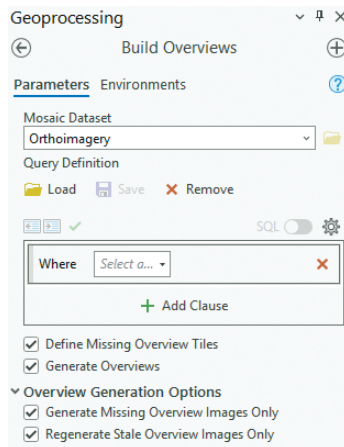 Geoprocessing
Build Overviews
Parameters Environments
Mosaic Dataset
Orthoimagery
Query Definition
Load Save Remove
SQL
Where Select a...
Add Clause
Define Missing Overview Tiles
Generate Overviews
Overview Generation Options
Generate Missing Overview Images Only
Regenerate Stale Overview Images Only